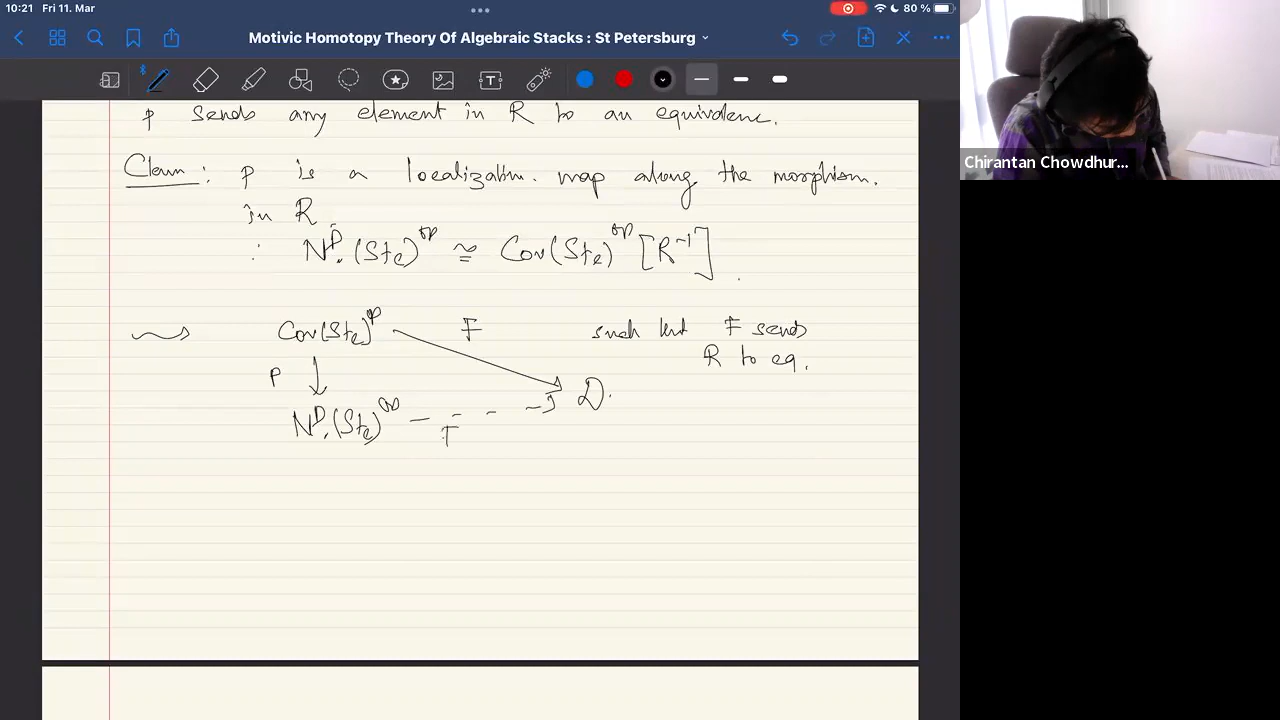 10:21 Fri 11. Mar
80 %
Motivic Homotopy Theory Of Algebraic Stacks : St Petersburg
p sends any element in R to an equivalence.
Claim : p is a localization map along the morphism.
in R
∴ N^D_•(St_e)^op ≅ Cov(St_e)^op [R^-1] .
Cov(St_e)^op F such that F sends
R to eq.
p D.
N^D_•(St_e)^op
F
Chirantan Chowdhur...